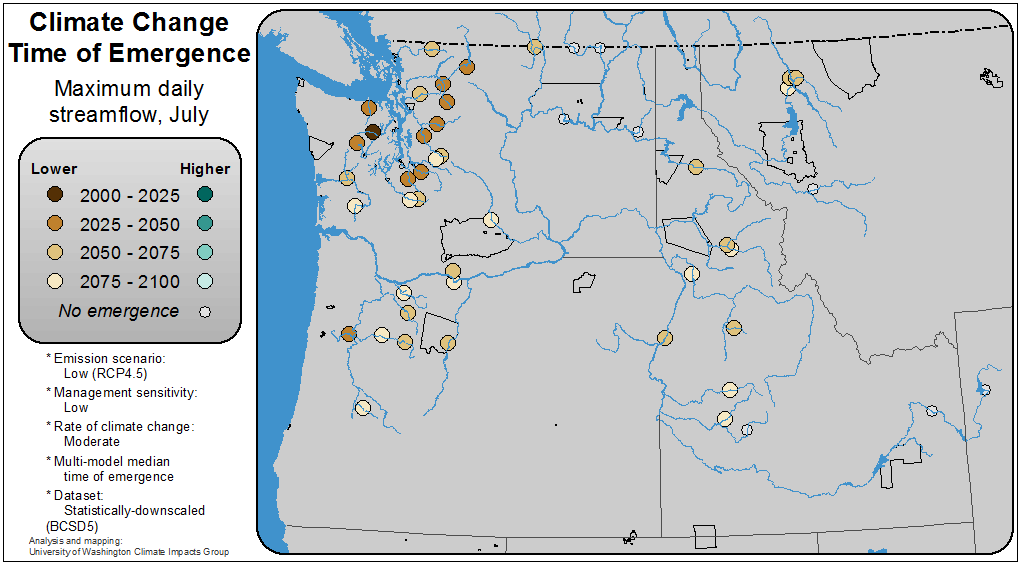 Climate Change
Time of Emergence
Maximum daily
streamflow, July
Lower Higher
2000 - 2025
2025 - 2050
2050 - 2075
2075 - 2100
No emergence
* Emission scenario:
Low (RCP4.5)
* Management sensitivity:
Low
* Rate of climate change:
Moderate
* Multi-model median
time of emergence
* Dataset:
Statistically-downscaled
(BCSD5)
Analysis and mapping:
University of Washington Climate Impacts Group